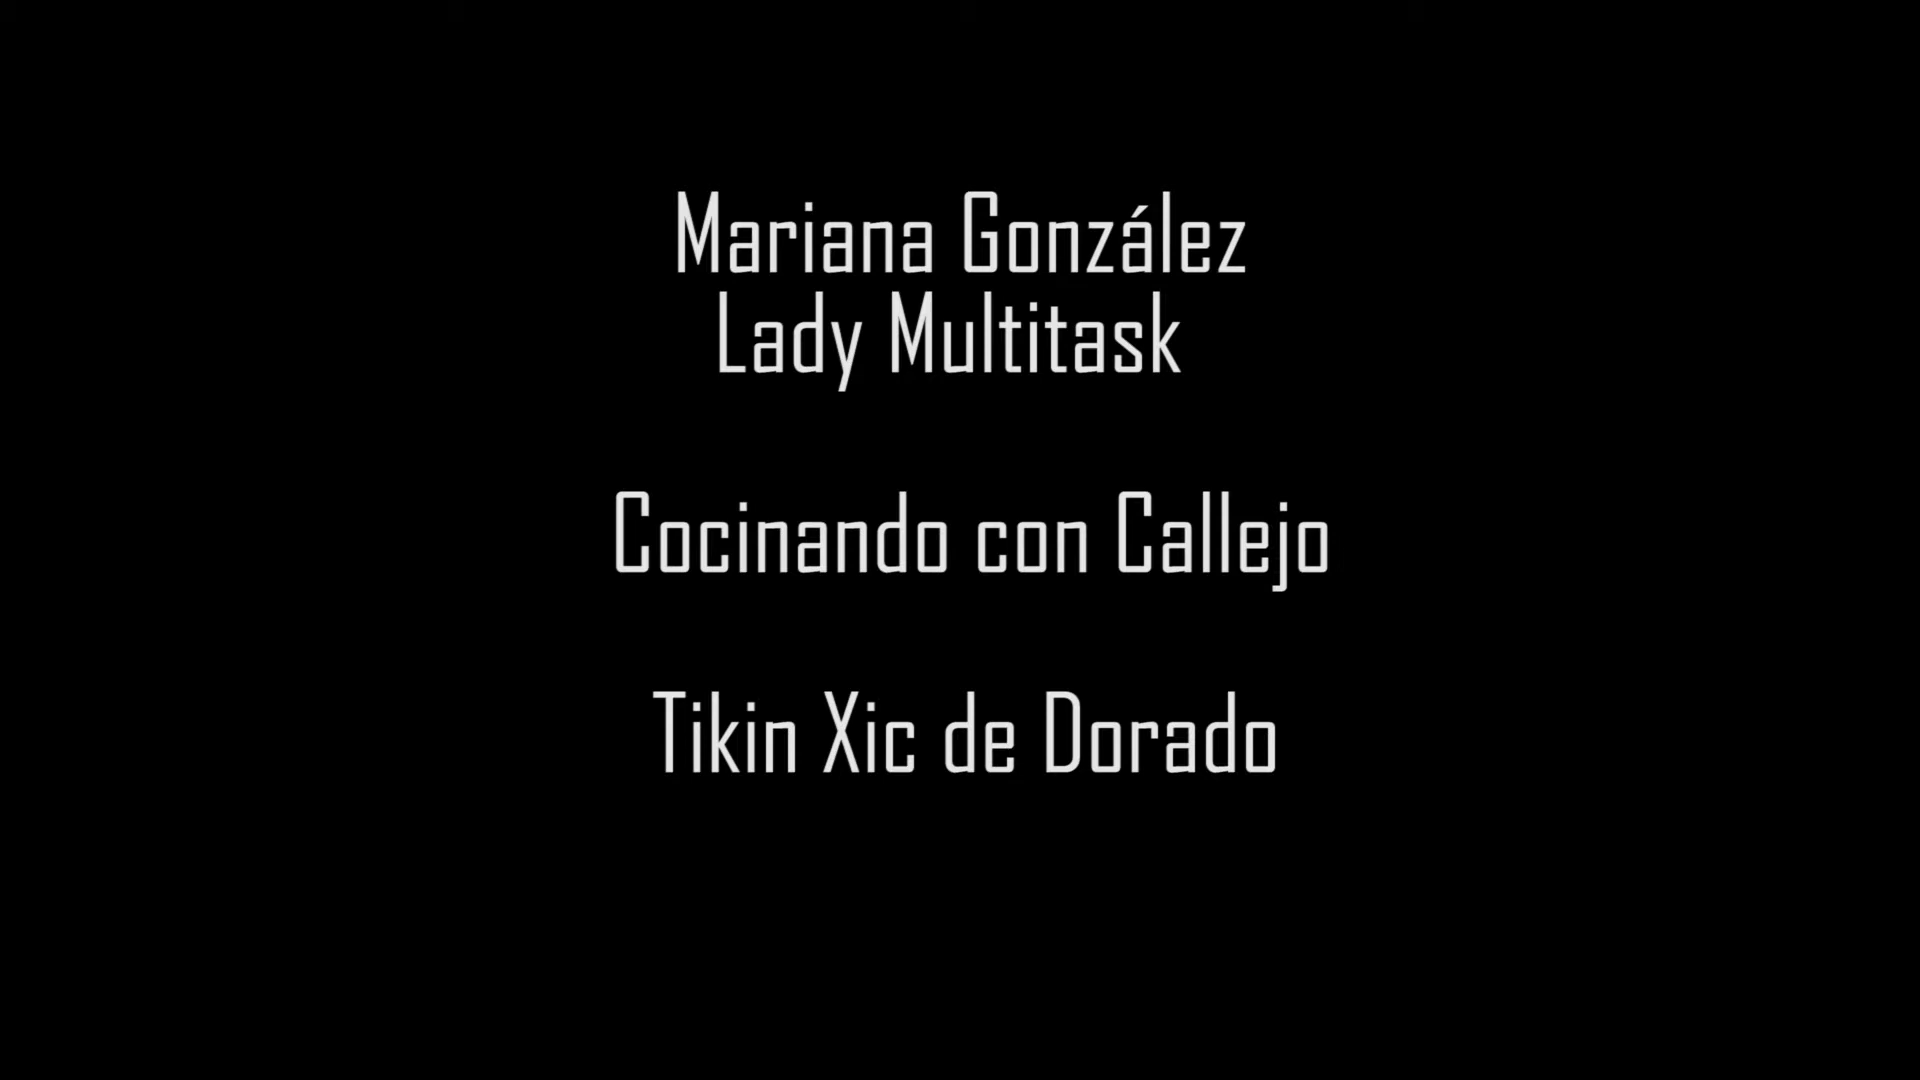 Mariana González
Lady Multitask
Cocinando con Callejo
Tikin Xic de Dorado